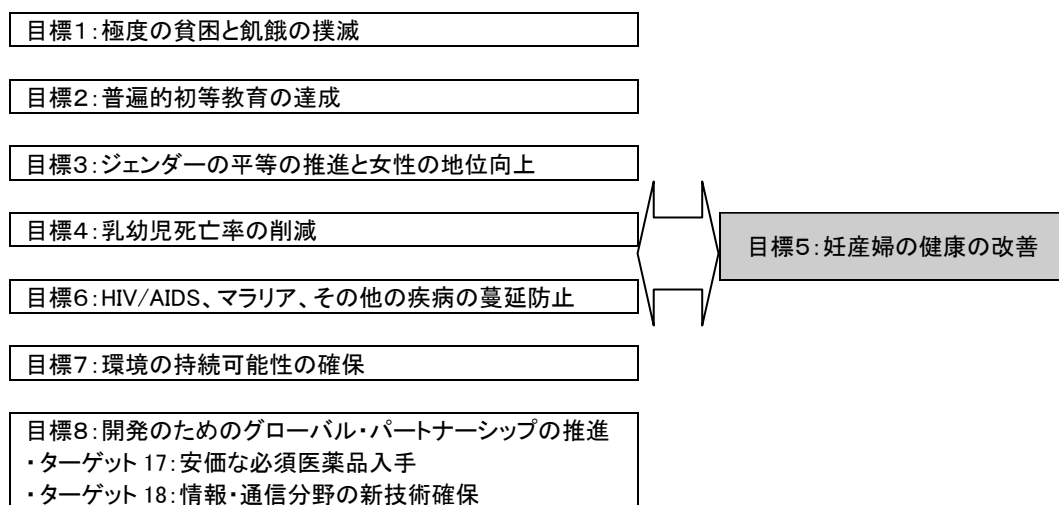 目標１：極度の貧困と飢餓の撲滅
目標２：普遍的初等教育の達成
目標３：ジェンダーの平等の推進と女性の地位向上
目標４：乳幼児死亡率の削減
目標５：妊産婦の健康の改善
目標６：HIV/AIDS、マラリア、その他の疾病の蔓延防止
目標７：環境の持続可能性の確保
目標８：開発のためのグローバル・パートナーシップの推進
・ターゲット 17：安価な必須医薬品入手
・ターゲット 18：情報・通信分野の新技術確保